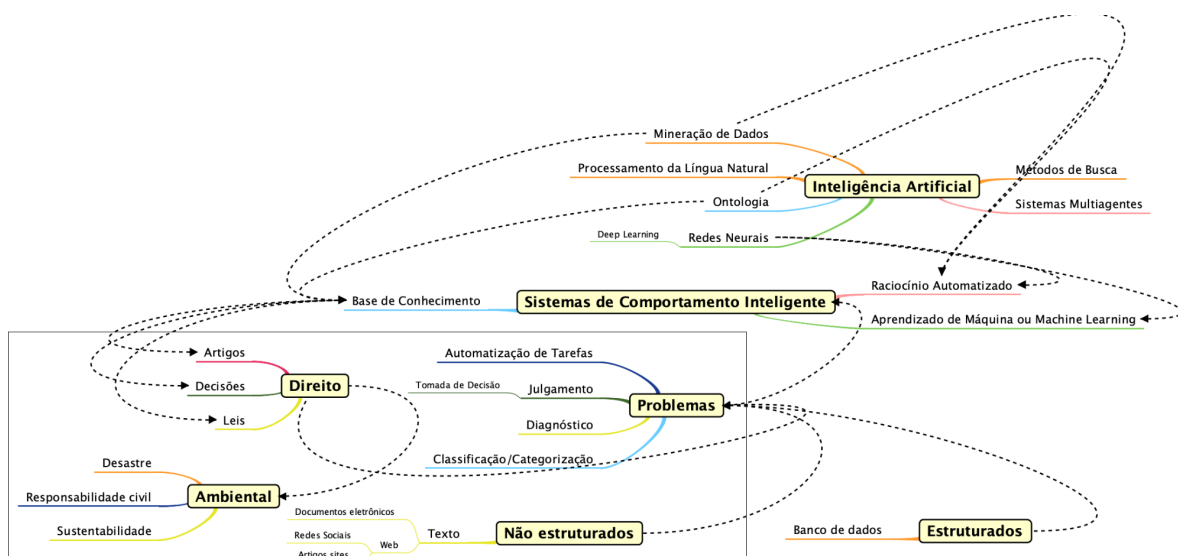 Mineração de Dados
Processamento da Língua Natural
Inteligência Artificial
Métodos de Busca
Ontologia
Sistemas Multiagentes
Deep Learning
Redes Neurais
Raciocínio Automatizado
Base de Conhecimento
Sistemas de Comportamento Inteligente
Aprendizado de Máquina ou Machine Learning
Artigos
Decisões
Direito
Leis
Automatização de Tarefas
Tomada de Decisão
Julgamento
Problemas
Diagnóstico
Classificação/Categorização
Desastre
Responsabilidade civil
Ambiental
Sustentabilidade
Documentos eletrônicos
Redes Sociais
Artigos sites
Web
Texto
Não estruturados
Banco de dados
Estruturados